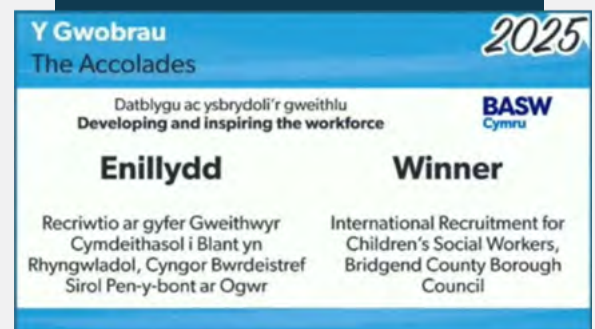 Y Gwobrau
The Accolades
2025
Datblygu ac ysbrydoli'r gweithlu
Developing and inspiring the workforce
BASW
Cymru
Enillydd
Winner
Recriwtio ar gyfer Gweithwyr
Cymdeithasol i Blant yn
Rhyngwladol, Cyngor Bwrdeistref
Sirol Pen-y-bont ar Ogwr
International Recruitment for
Children's Social Workers,
Bridgend County Borough
Council